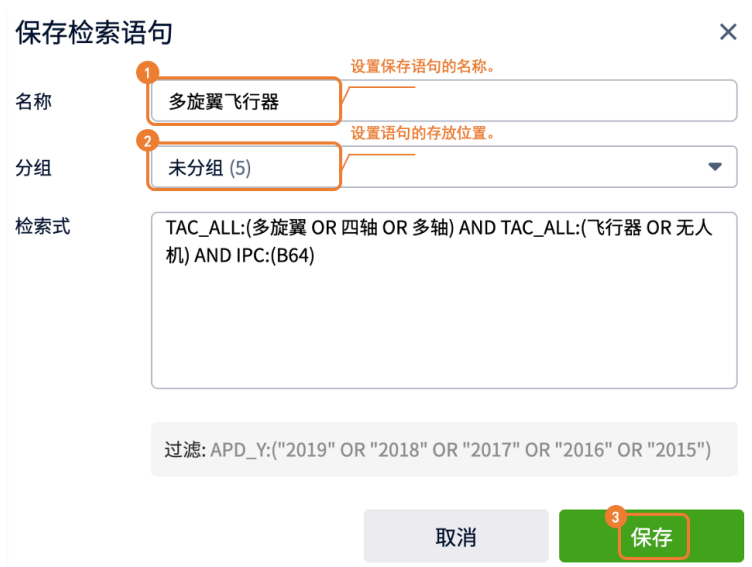 保存检索语句
1
设置保存语句的名称。
名称
多旋翼飞行器
2
设置语句的存放位置。
分组
未分组 (5)
检索式
TAC_ALL:(多旋翼 OR 四轴 OR 多轴) AND TAC_ALL:(飞行器 OR 无人
机) AND IPC:(B64)
过滤: APD_Y:("2019" OR "2018" OR "2017" OR "2016" OR "2015")
取消
3
保存